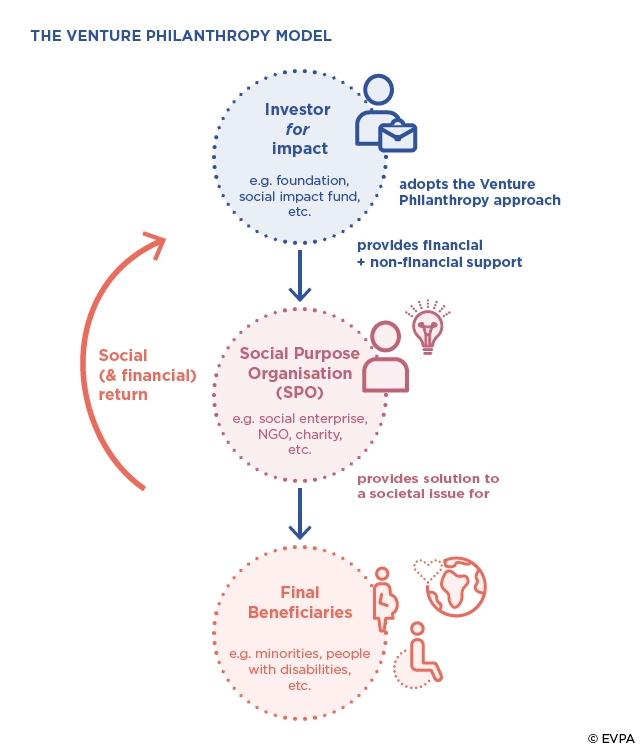 THE VENTURE PHILANTHROPY MODEL
Investor
for
impact
e.g. foundation,
social impact fund,
etc.
adopts the Venture
Philanthropy approach
provides financial
+ non-financial support
Social Purpose
Organisation
(SPO)
e.g. social enterprise,
NGO, charity,
etc.
Social
(& financial)
return
provides solution to
a societal issue for
Final
Beneficiaries
e.g. minorities, people
with disabilities,
etc.
© EVPA